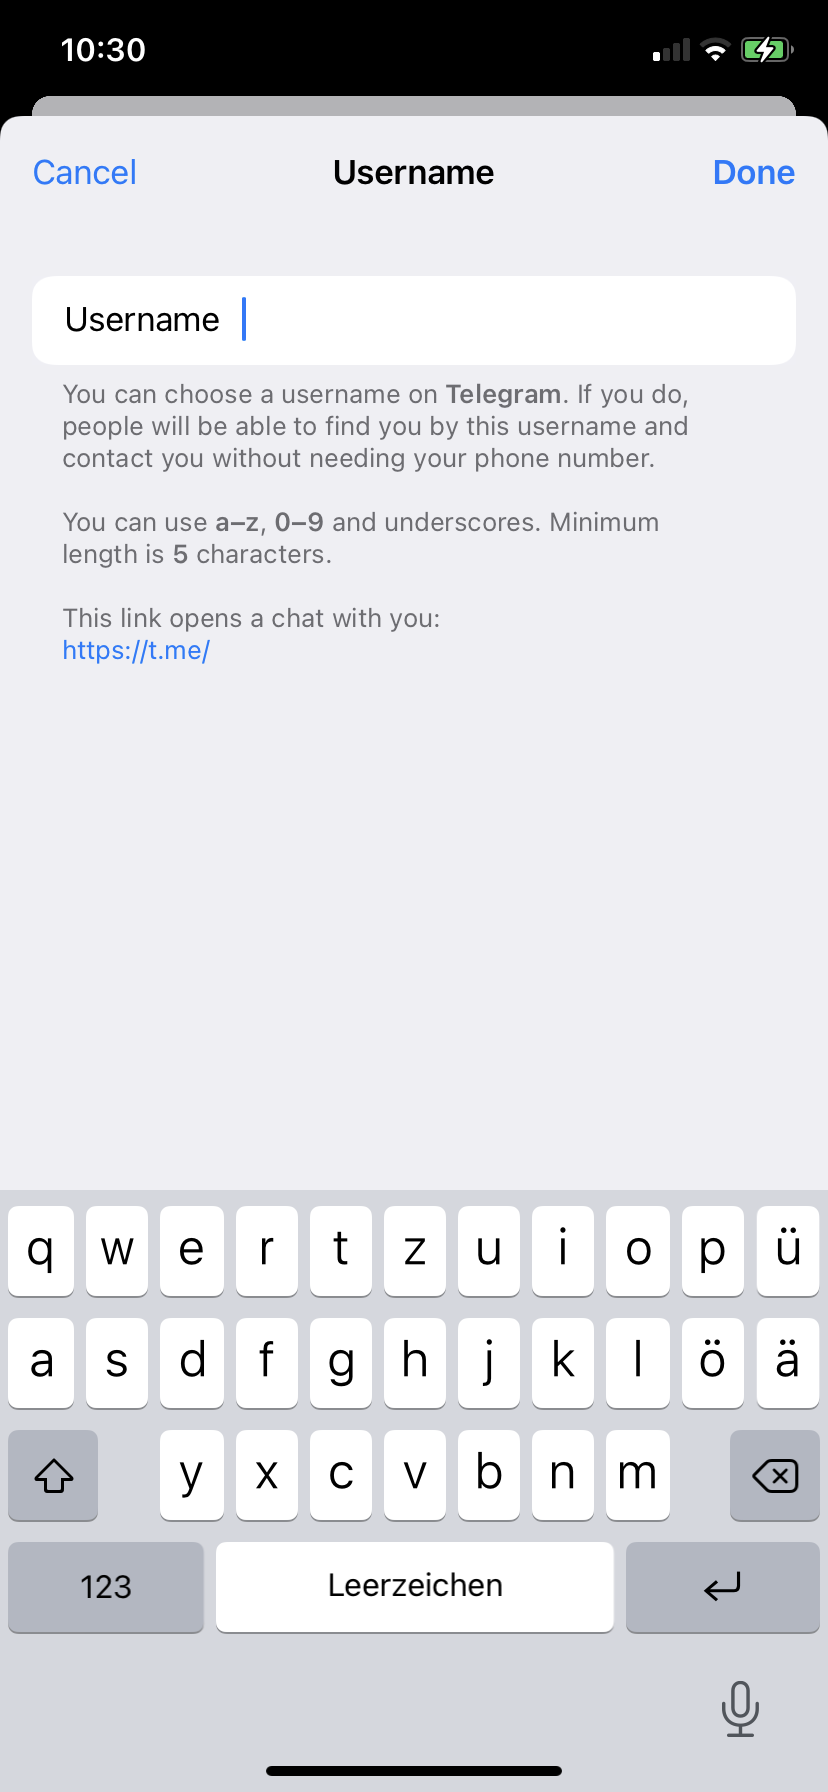 10:30
Cancel Username Done
Username
You can choose a username on Telegram. If you do,
people will be able to find you by this username and
contact you without needing your phone number.
You can use a–z, 0–9 and underscores. Minimum
length is 5 characters.
This link opens a chat with you:
https://t.me/
q w e r t z u i o p ü
a s d f g h j k l ö ä
y x c v b n m
123 Leerzeichen